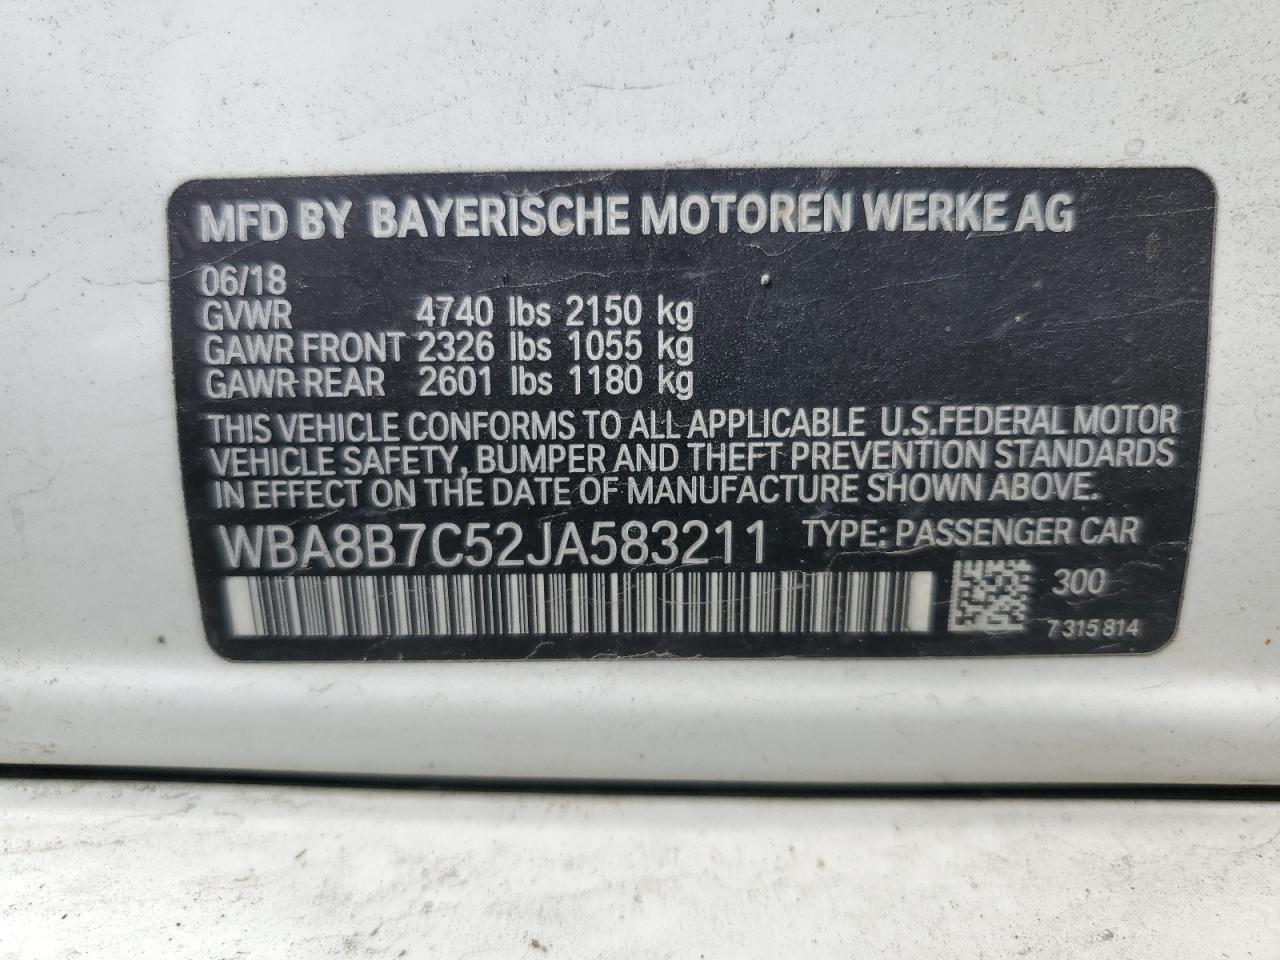 MFD BY BAYERISCHE MOTOREN WERKE AG
06/18
GVWR 4740 lbs 2150 kg
GAWR FRONT 2326 lbs 1055 kg
GAWR REAR 2601 lbs 1180 kg
THIS VEHICLE CONFORMS TO ALL APPLICABLE U.S.FEDERAL MOTOR
VEHICLE SAFETY, BUMPER AND THEFT PREVENTION STANDARDS
IN EFFECT ON THE DATE OF MANUFACTURE SHOWN ABOVE.
WBA8B7C52JA583211 TYPE: PASSENGER CAR
300
7 315 814